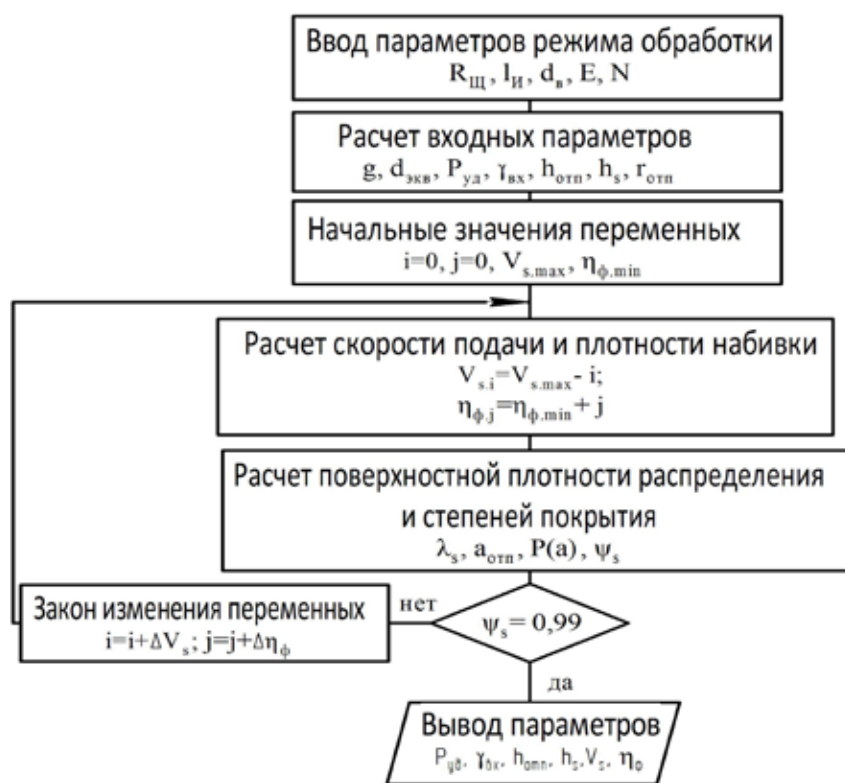 Ввод параметров режима обработки
R_Щ, l_И, d_в, E, N
Расчет входных параметров
g, d_экв, P_уд, γ_вх, h_отп, h_s, r_отп
Начальные значения переменных
i=0, j=0, V_s.max, η_ф.min
Расчет скорости подачи и плотности набивки
V_s.i=V_s.max- i;
η_ф.j=η_ф.min+ j
Расчет поверхностной плотности распределения
и степеней покрытия
λ_s, a_отп, P(a), ψ_s
Закон изменения переменных
i=i+ΔV_s; j=j+Δη_ф
нет
ψ_s= 0,99
да
Вывод параметров
P_уд, γ_вх, h_отп, h_s, V_s, η_φ